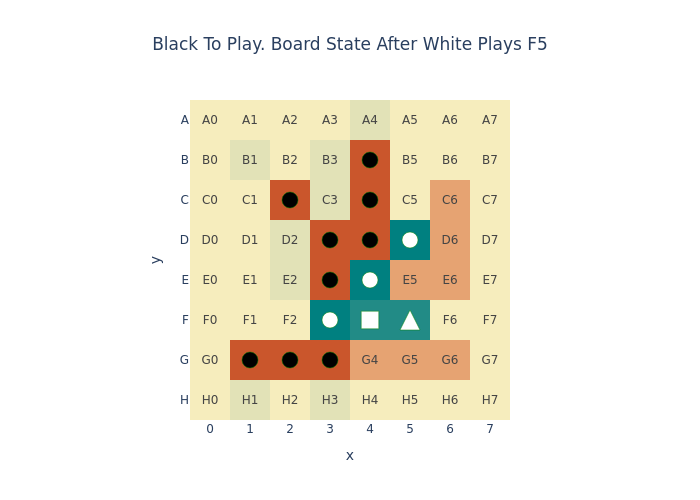 Black To Play. Board State After White Plays F5
A A0 A1 A2 A3 A4 A5 A6 A7
B B0 B1 B2 B3 B5 B6 B7
C C0 C1 C3 C5 C6 C7
D D0 D1 D2 D6 D7
y
E E0 E1 E2 E5 E6 E7
F F0 F1 F2 F6 F7
G G0 G4 G5 G6 G7
H H0 H1 H2 H3 H4 H5 H6 H7
0 1 2 3 4 5 6 7
x